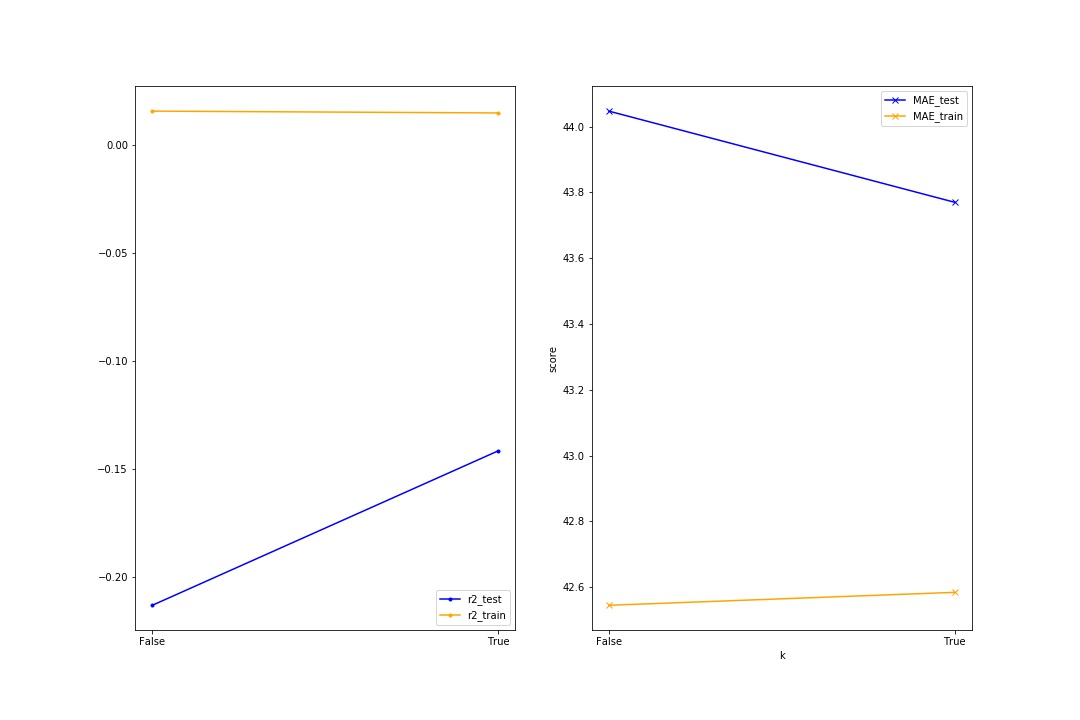 0.00
−0.05
−0.10
−0.15
−0.20
False
True
r2_test
r2_train
44.0
43.8
43.6
43.4
43.2
43.0
42.8
42.6
score
False
True
k
MAE_test
MAE_train